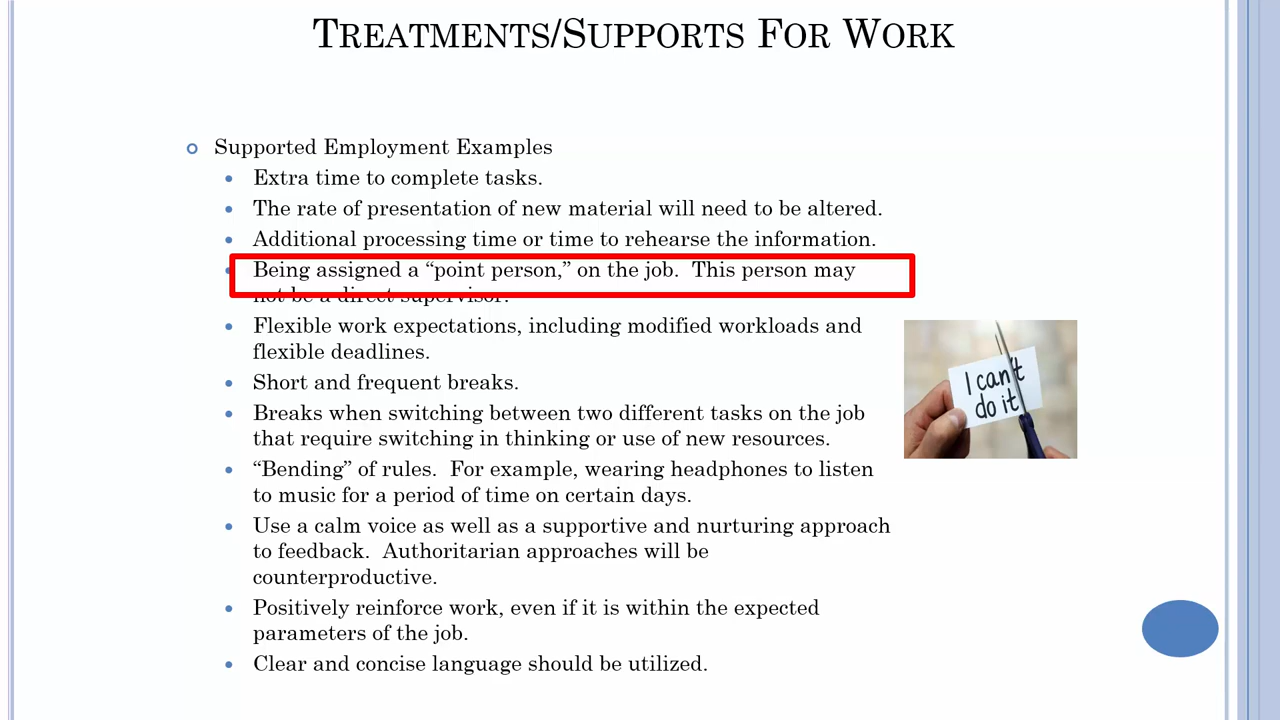 TREATMENTS/SUPPORTS FOR WORK
Supported Employment Examples
Extra time to complete tasks.
The rate of presentation of new material will need to be altered.
Additional processing time or time to rehearse the information.
Being assigned a “point person,” on the job. This person may
not be a direct supervisor.
Flexible work expectations, including modified workloads and
flexible deadlines.
Short and frequent breaks.
Breaks when switching between two different tasks on the job
that require switching in thinking or use of new resources.
“Bending” of rules. For example, wearing headphones to listen
to music for a period of time on certain days.
Use a calm voice as well as a supportive and nurturing approach
to feedback. Authoritarian approaches will be
counterproductive.
Positively reinforce work, even if it is within the expected
parameters of the job.
Clear and concise language should be utilized.
I can't
do it